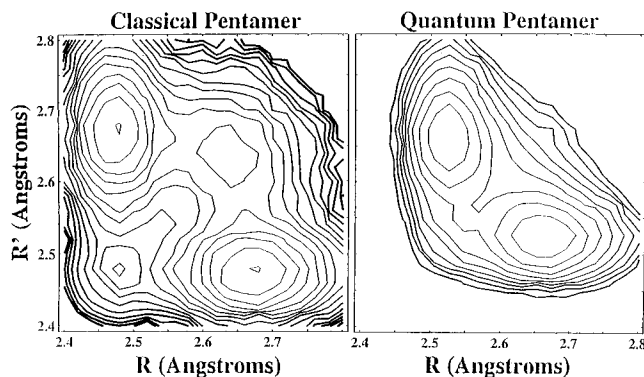 Classical Pentamer
Quantum Pentamer
2.8
2.7
2.6
2.5
2.4
R' (Angstroms)
2.4 2.5 2.6 2.7
2.4 2.5 2.6 2.7 2.8
R (Angstroms)
R (Angstroms)